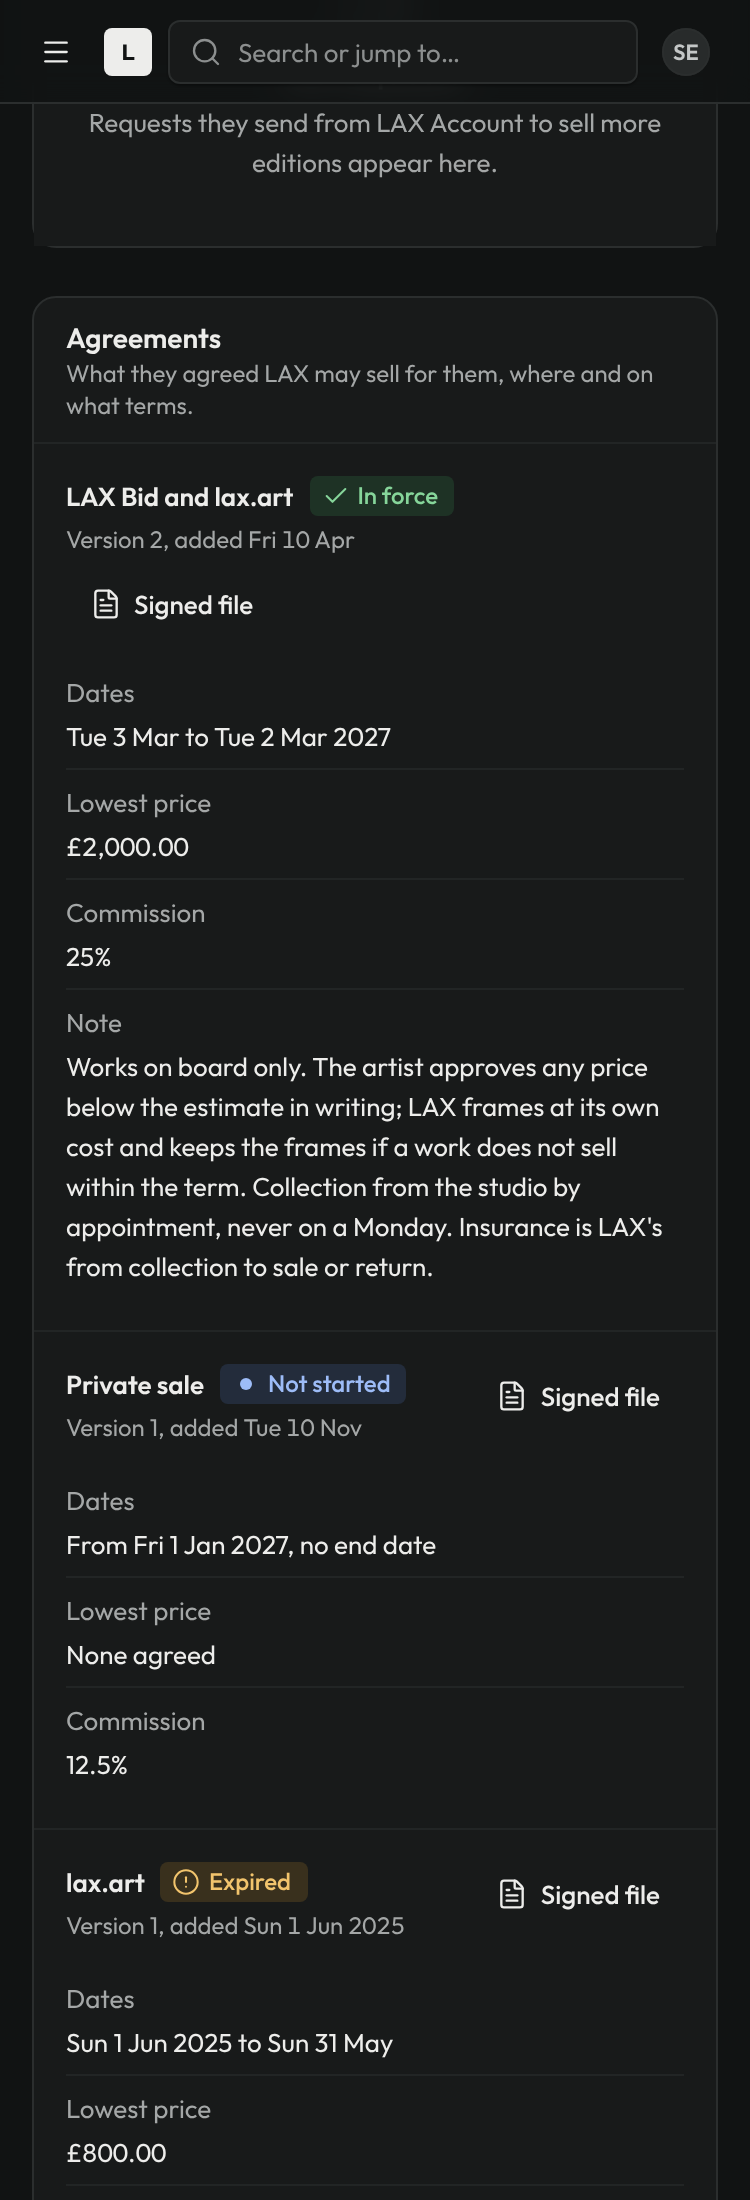 L
Search or jump to...
SE
Requests they send from LAX Account to sell more
editions appear here.
Agreements
What they agreed LAX may sell for them, where and on
what terms.
LAX Bid and lax.art
In force
Version 2, added Fri 10 Apr
Signed file
Dates
Tue 3 Mar to Tue 2 Mar 2027
Lowest price
£2,000.00
Commission
25%
Note
Works on board only. The artist approves any price
below the estimate in writing; LAX frames at its own
cost and keeps the frames if a work does not sell
within the term. Collection from the studio by
appointment, never on a Monday. Insurance is LAX's
from collection to sale or return.
Private sale
Not started
Signed file
Version 1, added Tue 10 Nov
Dates
From Fri 1 Jan 2027, no end date
Lowest price
None agreed
Commission
12.5%
lax.art
Expired
Signed file
Version 1, added Sun 1 Jun 2025
Dates
Sun 1 Jun 2025 to Sun 31 May
Lowest price
£800.00